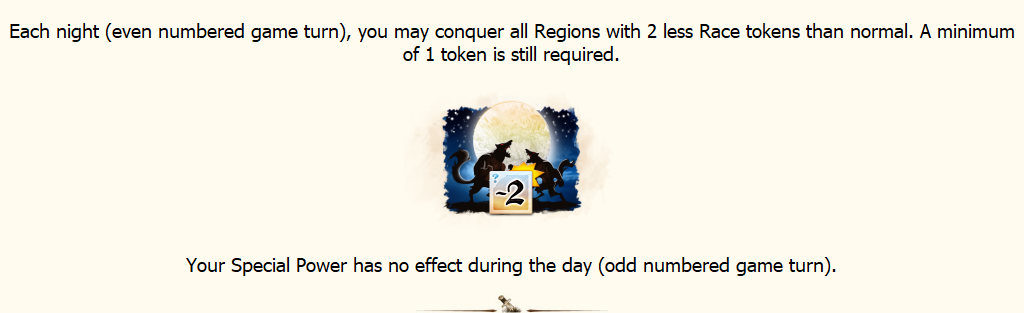 Each night (even numbered game turn), you may conquer all Regions with 2 less Race tokens than normal. A minimum
of 1 token is still required.
?
-2
Your Special Power has no effect during the day (odd numbered game turn).